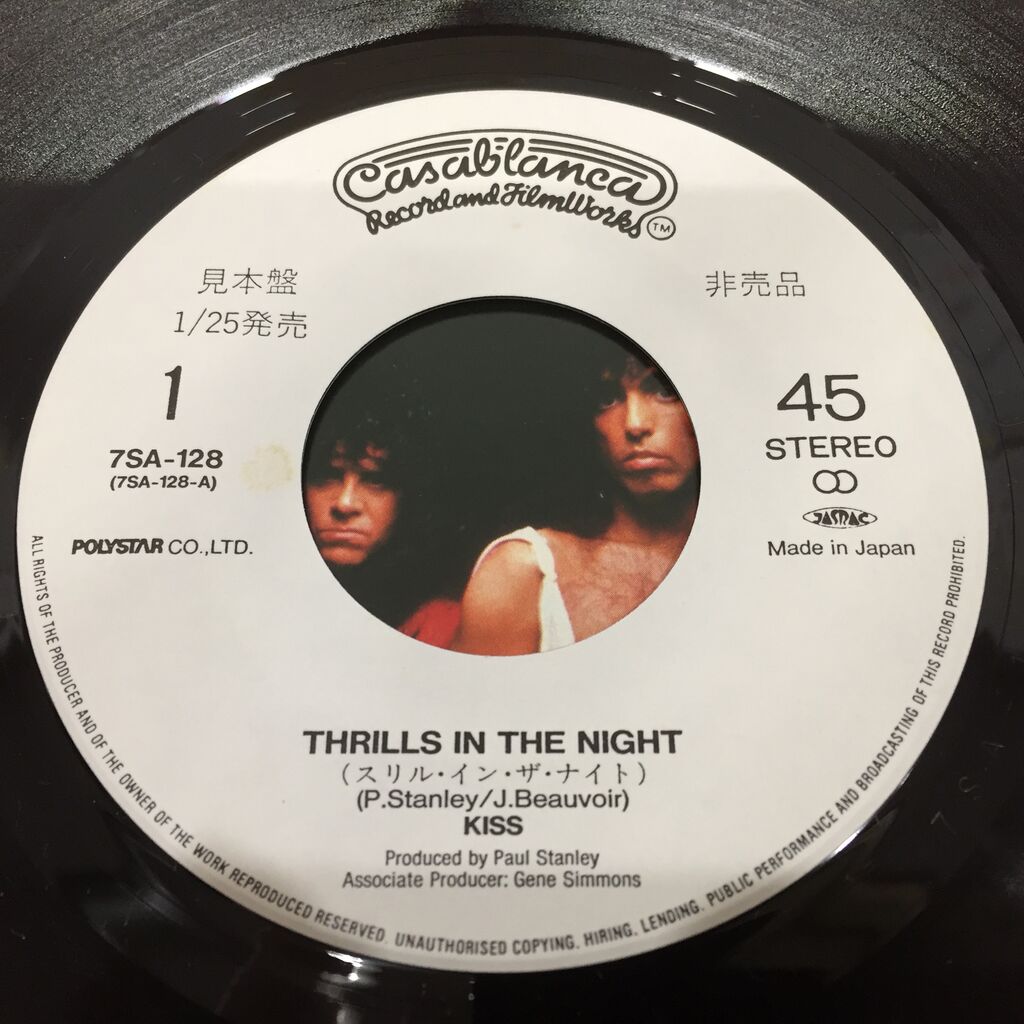 Casablanca
Record and FilmWorks ™
見本盤
1/25発売
非売品
1
45
STEREO
7SA-128
(7SA-128-A)
JASRAC
POLYSTAR CO.,LTD.
Made in Japan
THRILLS IN THE NIGHT
(スリル・イン・ザ・ナイト)
(P.Stanley/J.Beauvoir)
KISS
Produced by Paul Stanley
Associate Producer: Gene Simmons
ALL RIGHTS OF THE PRODUCER AND OF THE OWNER OF THE WORK REPRODUCED RESERVED. UNAUTHORISED COPYING. HIRING. LENDING. PUBLIC PERFORMANCE AND BROADCASTING OF THIS RECORD PROHIBITED.